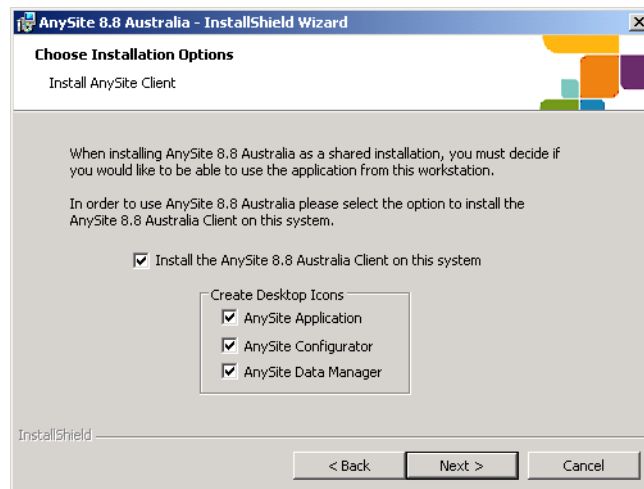 AnySite 8.8 Australia - InstallShield Wizard
Choose Installation Options
Install AnySite Client
When installing AnySite 8.8 Australia as a shared installation, you must decide if
you would like to be able to use the application from this workstation.
In order to use AnySite 8.8 Australia please select the option to install the
AnySite 8.8 Australia Client on this system.
Install the AnySite 8.8 Australia Client on this system
Create Desktop Icons
AnySite Application
AnySite Configurator
AnySite Data Manager
InstallShield
< Back
Next >
Cancel